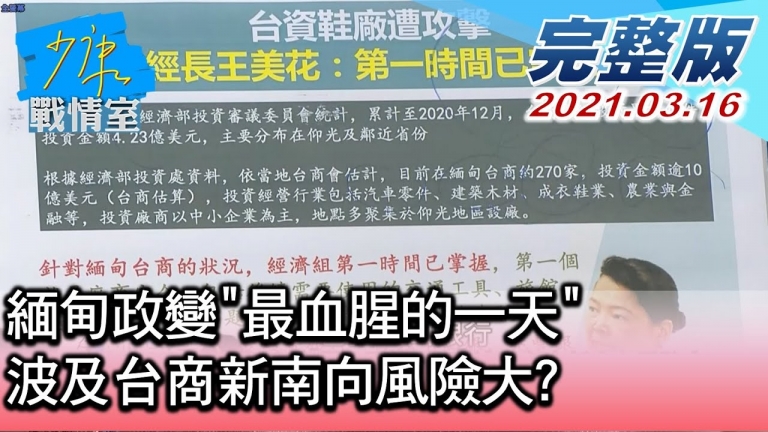 全螢幕
台資鞋廠遭攻擊
經長王美花：第一時間已
少康
戰情室
完整版
2021.03.16
經濟部投資審議委員會統計，累計至2020年12月，
投資金額4.23億美元，主要分布在仰光及鄰近省份
根據經濟部投資處資料，依當地台商會估計，目前在緬甸台商約270家，投資金額逾10
億美元（台商估算），投資經營行業包括汽車零件、建築木材、成衣鞋業、農業與金
融等，投資廠商以中小企業為主，地點多聚集於仰光地區設廠。
針對緬甸台商的狀況，經濟組第一時間已掌握，第一個
緬甸政變"最血腥的一天"
波及台商新南向風險大?